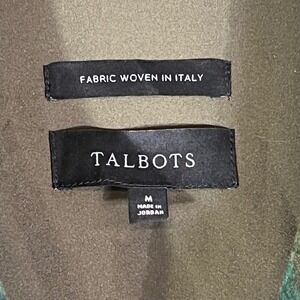 FABRIC WOVEN IN ITALY
TALBOTS
M
MADE IN
JORDAN